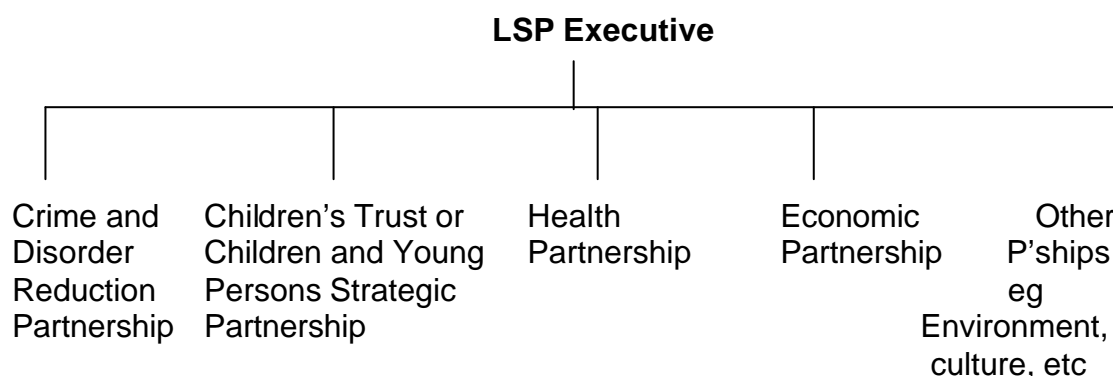 LSP Executive
Crime and
Disorder
Reduction
Partnership
Children’s Trust or
Children and Young
Persons Strategic
Partnership
Health
Partnership
Economic
Partnership
Other
P’ships
eg
Environment,
culture, etc